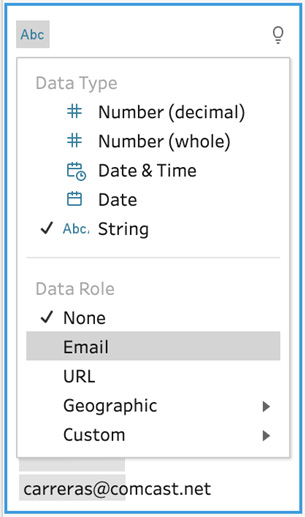 Abc
Data Type
Number (decimal)
Number (whole)
Date & Time
Date
Abc. String
Data Role
None
Email
URL
Geographic
Custom
carreras@comcast.net